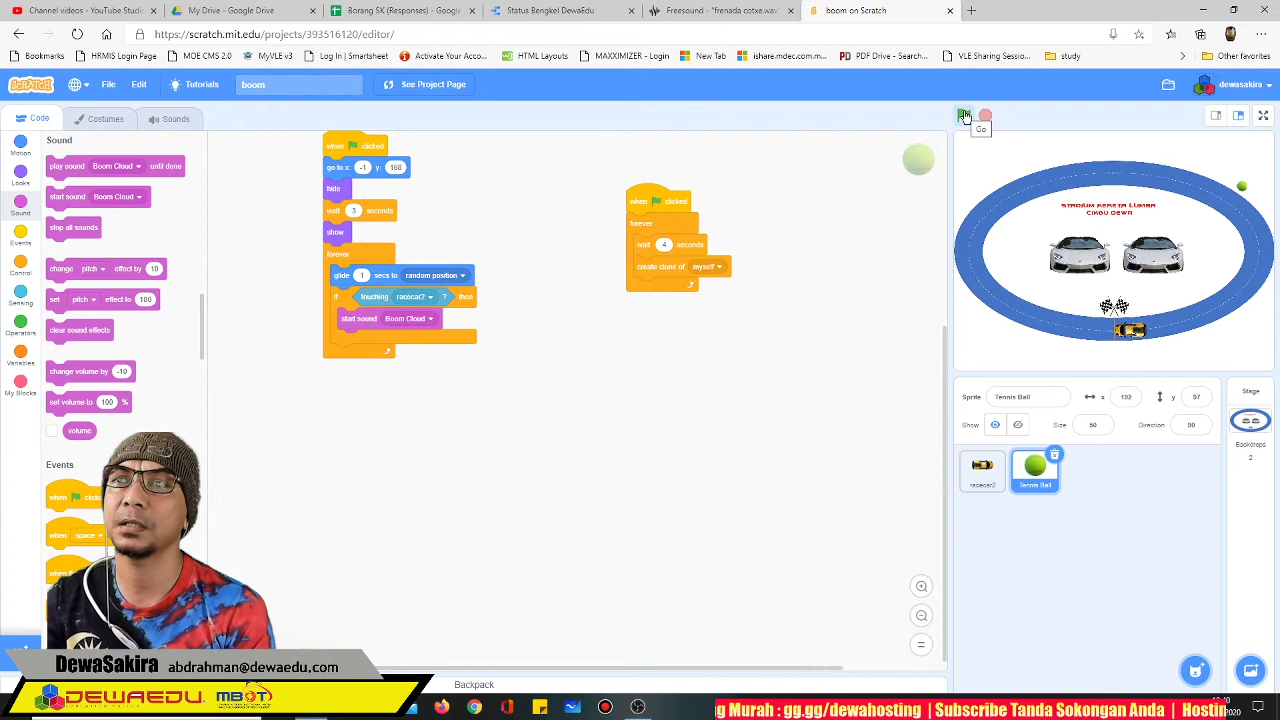 Videos - YouTube Studio
My Drive - Google Drive
SK (Responses) - Google
Status Bengkel DewaEdu
Freesound - "frenada ootxe.wav"
boom on Scratch
https://scratch.mit.edu/projects/393516120/editor/
Bookmarks
HRMIS Login Page
MOE CMS 2.0
MyVLE v3
Log In | Smartsheet
Activate Your Acco...
HTML Layouts
MAXXIMIZER
New Tab
ishare.mdec.com.m...
PDF Drive - Search...
VLE Sharing Sessio...
study
Other favorites
SCRATCH
File
Edit
Tutorials
boom
See Project Page
dewasakira
Code
Costumes
Sounds
Go
Motion
Looks
Sound
Events
Control
Sensing
Operators
Variables
My Blocks
Sound
play sound Boom Cloud until done
start sound Boom Cloud
stop all sounds
change pitch effect by 10
set pitch effect to 100
clear sound effects
change volume by -10
set volume to 100 %
volume
Events
when clicked
when space
when
when clicked
go to x: -1 y: 168
hide
wait 3 seconds
show
forever
glide 1 secs to random position
if touching racecar2 ? then
start sound Boom Cloud
when clicked
forever
wait 4 seconds
create clone of myself
STADIUM KERETA LUMBA
CIKGU DEWA
Sprite Tennis Ball x 192 y 97
Show Size 50 Direction 90
racecar2
Tennis Ball
Stage
Backdrops
2
Backpack
DewaSakira abdrahman@dewaedu.com
DEWAEDU
MBOT
2020
g Murah : gg.gg/dewahosting | Subscribe Tanda Sokongan Anda | Hostin